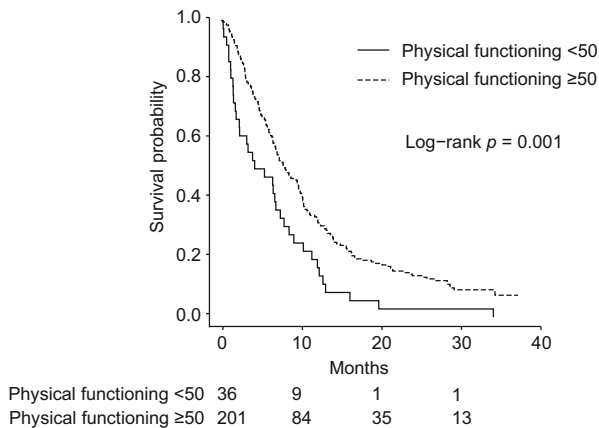 1.0
0.8
0.6
0.4
0.2
0.0
Survival probability
Physical functioning <50
Physical functioning ≥50
Log−rank p = 0.001
0 10 20 30 40
Months
Physical functioning <50 36 9 1 1
Physical functioning ≥50 201 84 35 13